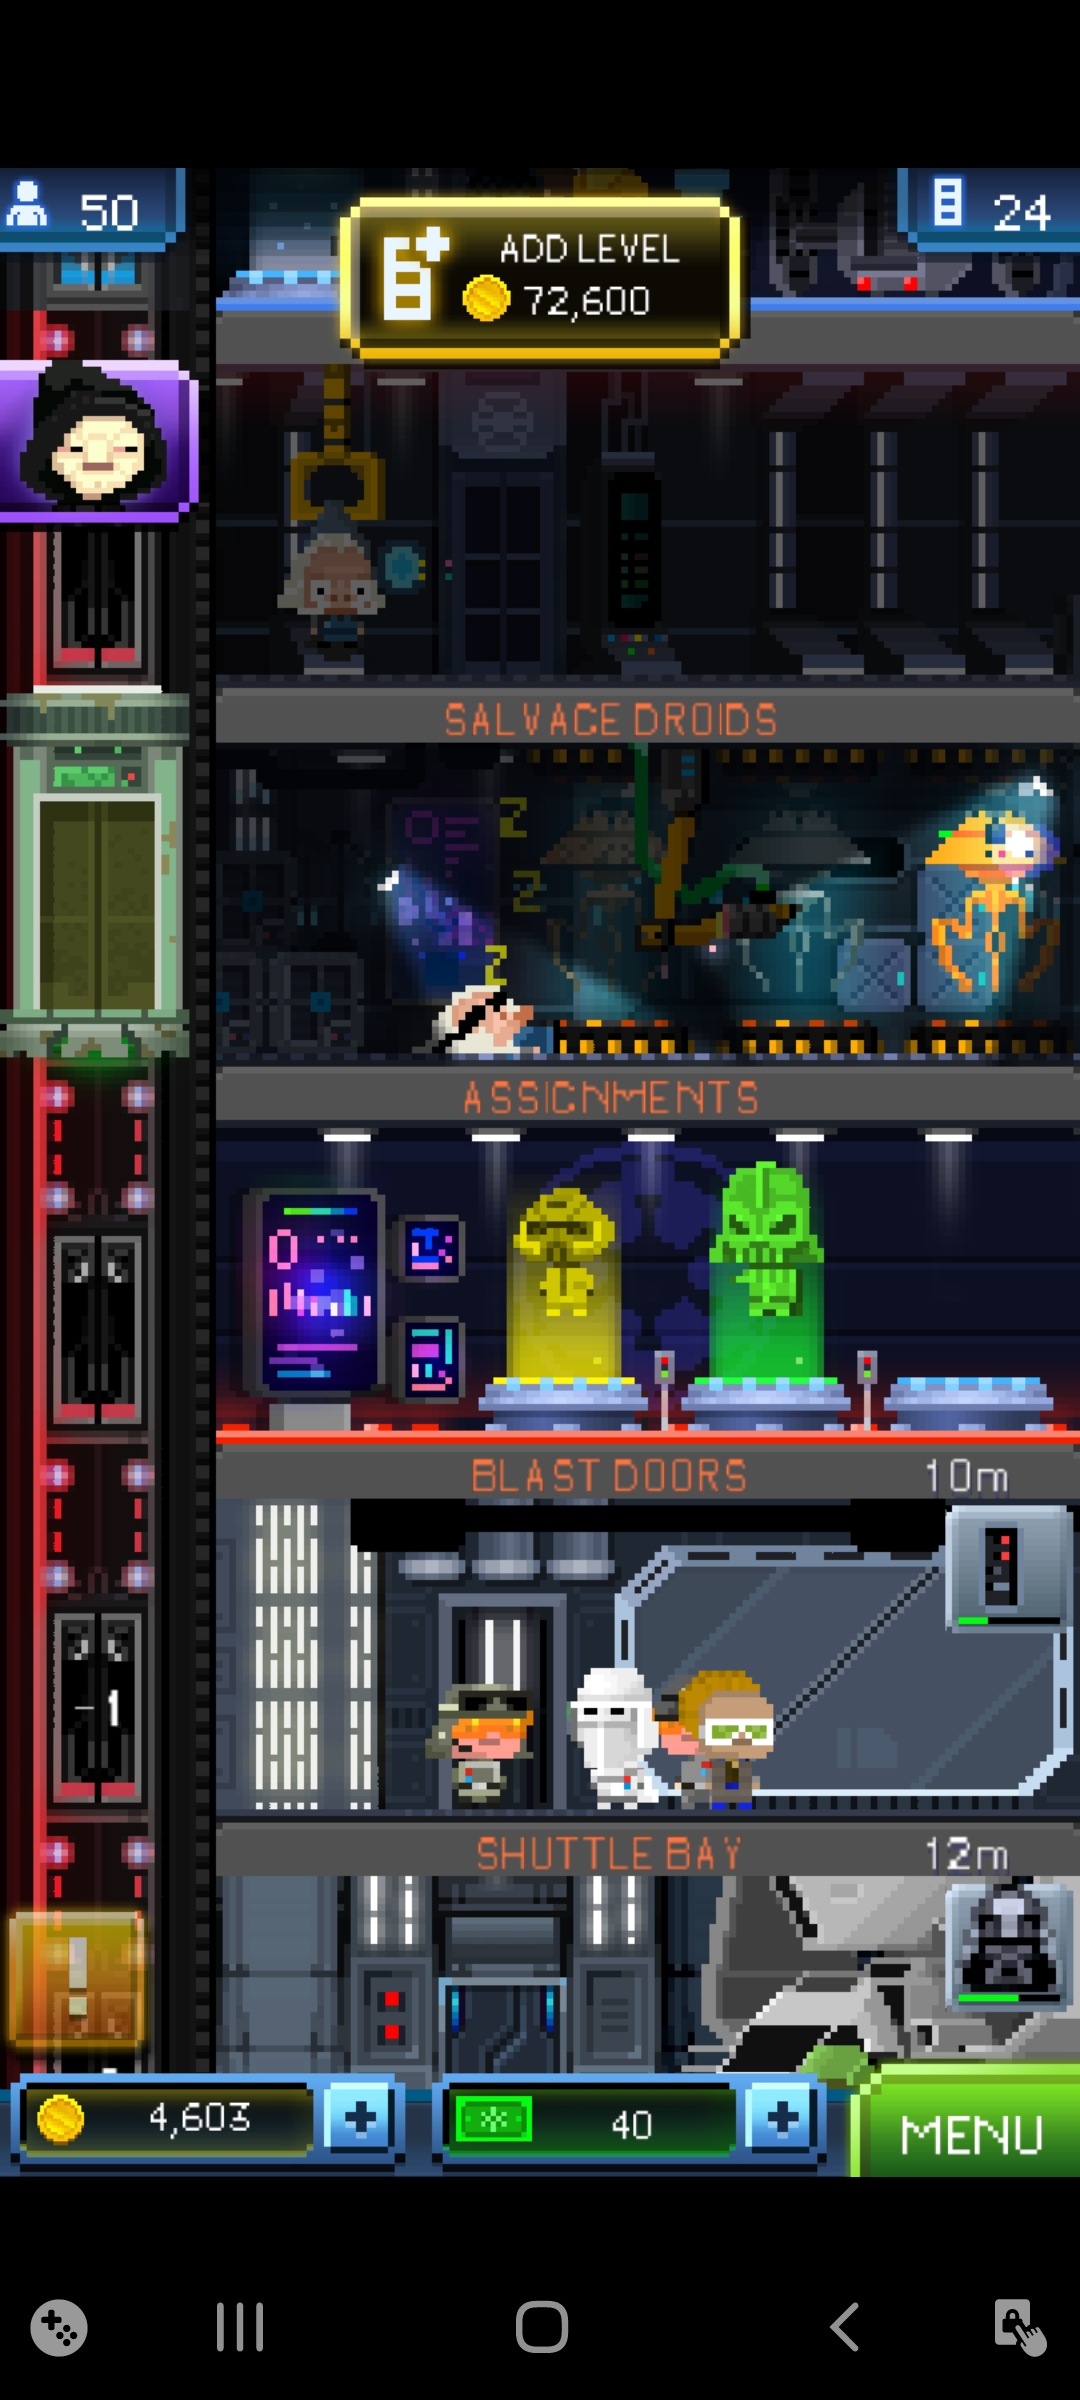 50
24
ADD LEVEL
72,600
SALVAGE DROIDS
Z
Z
Z
ASSIGNMENTS
BLAST DOORS 10m
-1
SHUTTLE BAY 12m
!
4,603 +
40 +
MENU